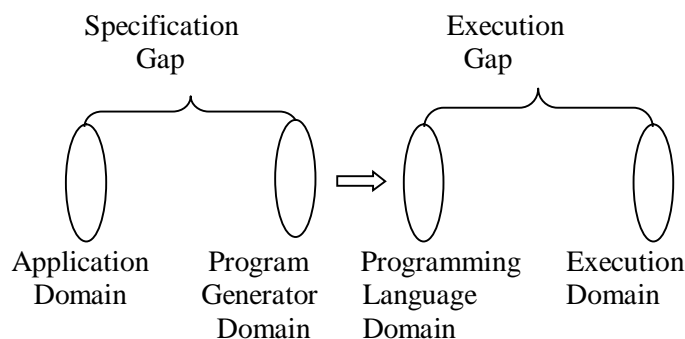 Specification
Gap
Execution
Gap
Application
Domain
Program
Generator
Domain
Programming
Language
Domain
Execution
Domain